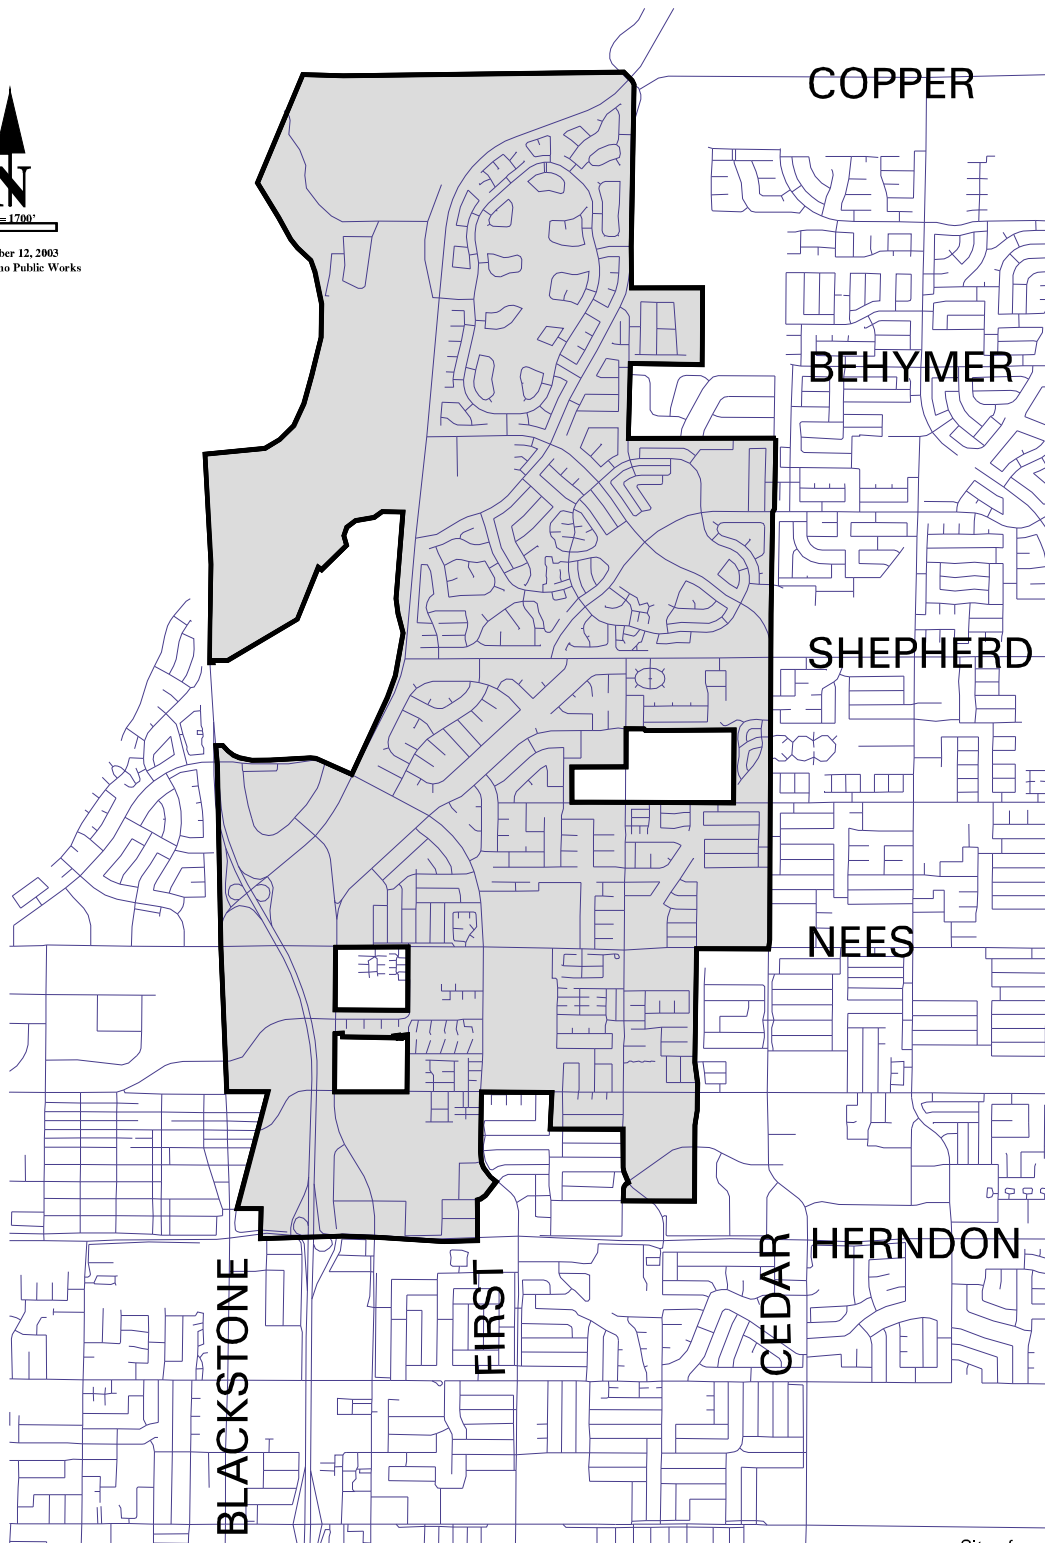 COPPER
N
= 1700'
ber 12, 2003
no Public Works
BEHYMER
SHEPHERD
NEES
HERNDON
BLACKSTONE
FIRST
CEDAR